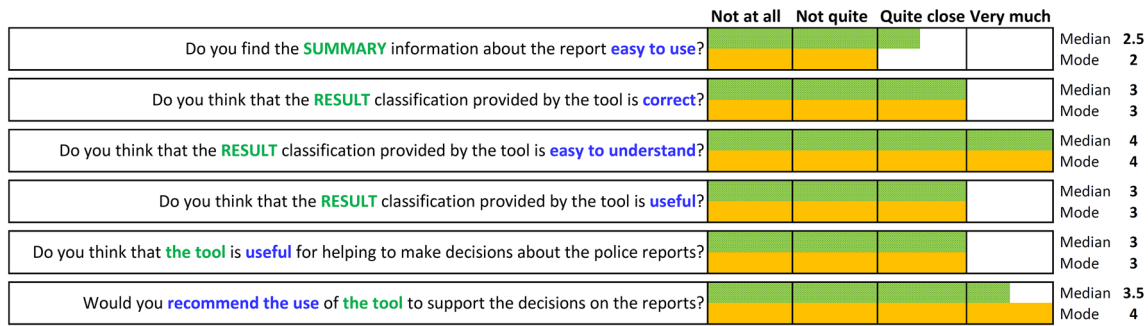 Not at all Not quite Quite close Very much
Do you find the SUMMARY information about the report easy to use? Median 2.5
Mode 2
Do you think that the RESULT classification provided by the tool is correct? Median 3
Mode 3
Do you think that the RESULT classification provided by the tool is easy to understand? Median 4
Mode 4
Do you think that the RESULT classification provided by the tool is useful? Median 3
Mode 3
Do you think that the tool is useful for helping to make decisions about the police reports? Median 3
Mode 3
Would you recommend the use of the tool to support the decisions on the reports? Median 3.5
Mode 4